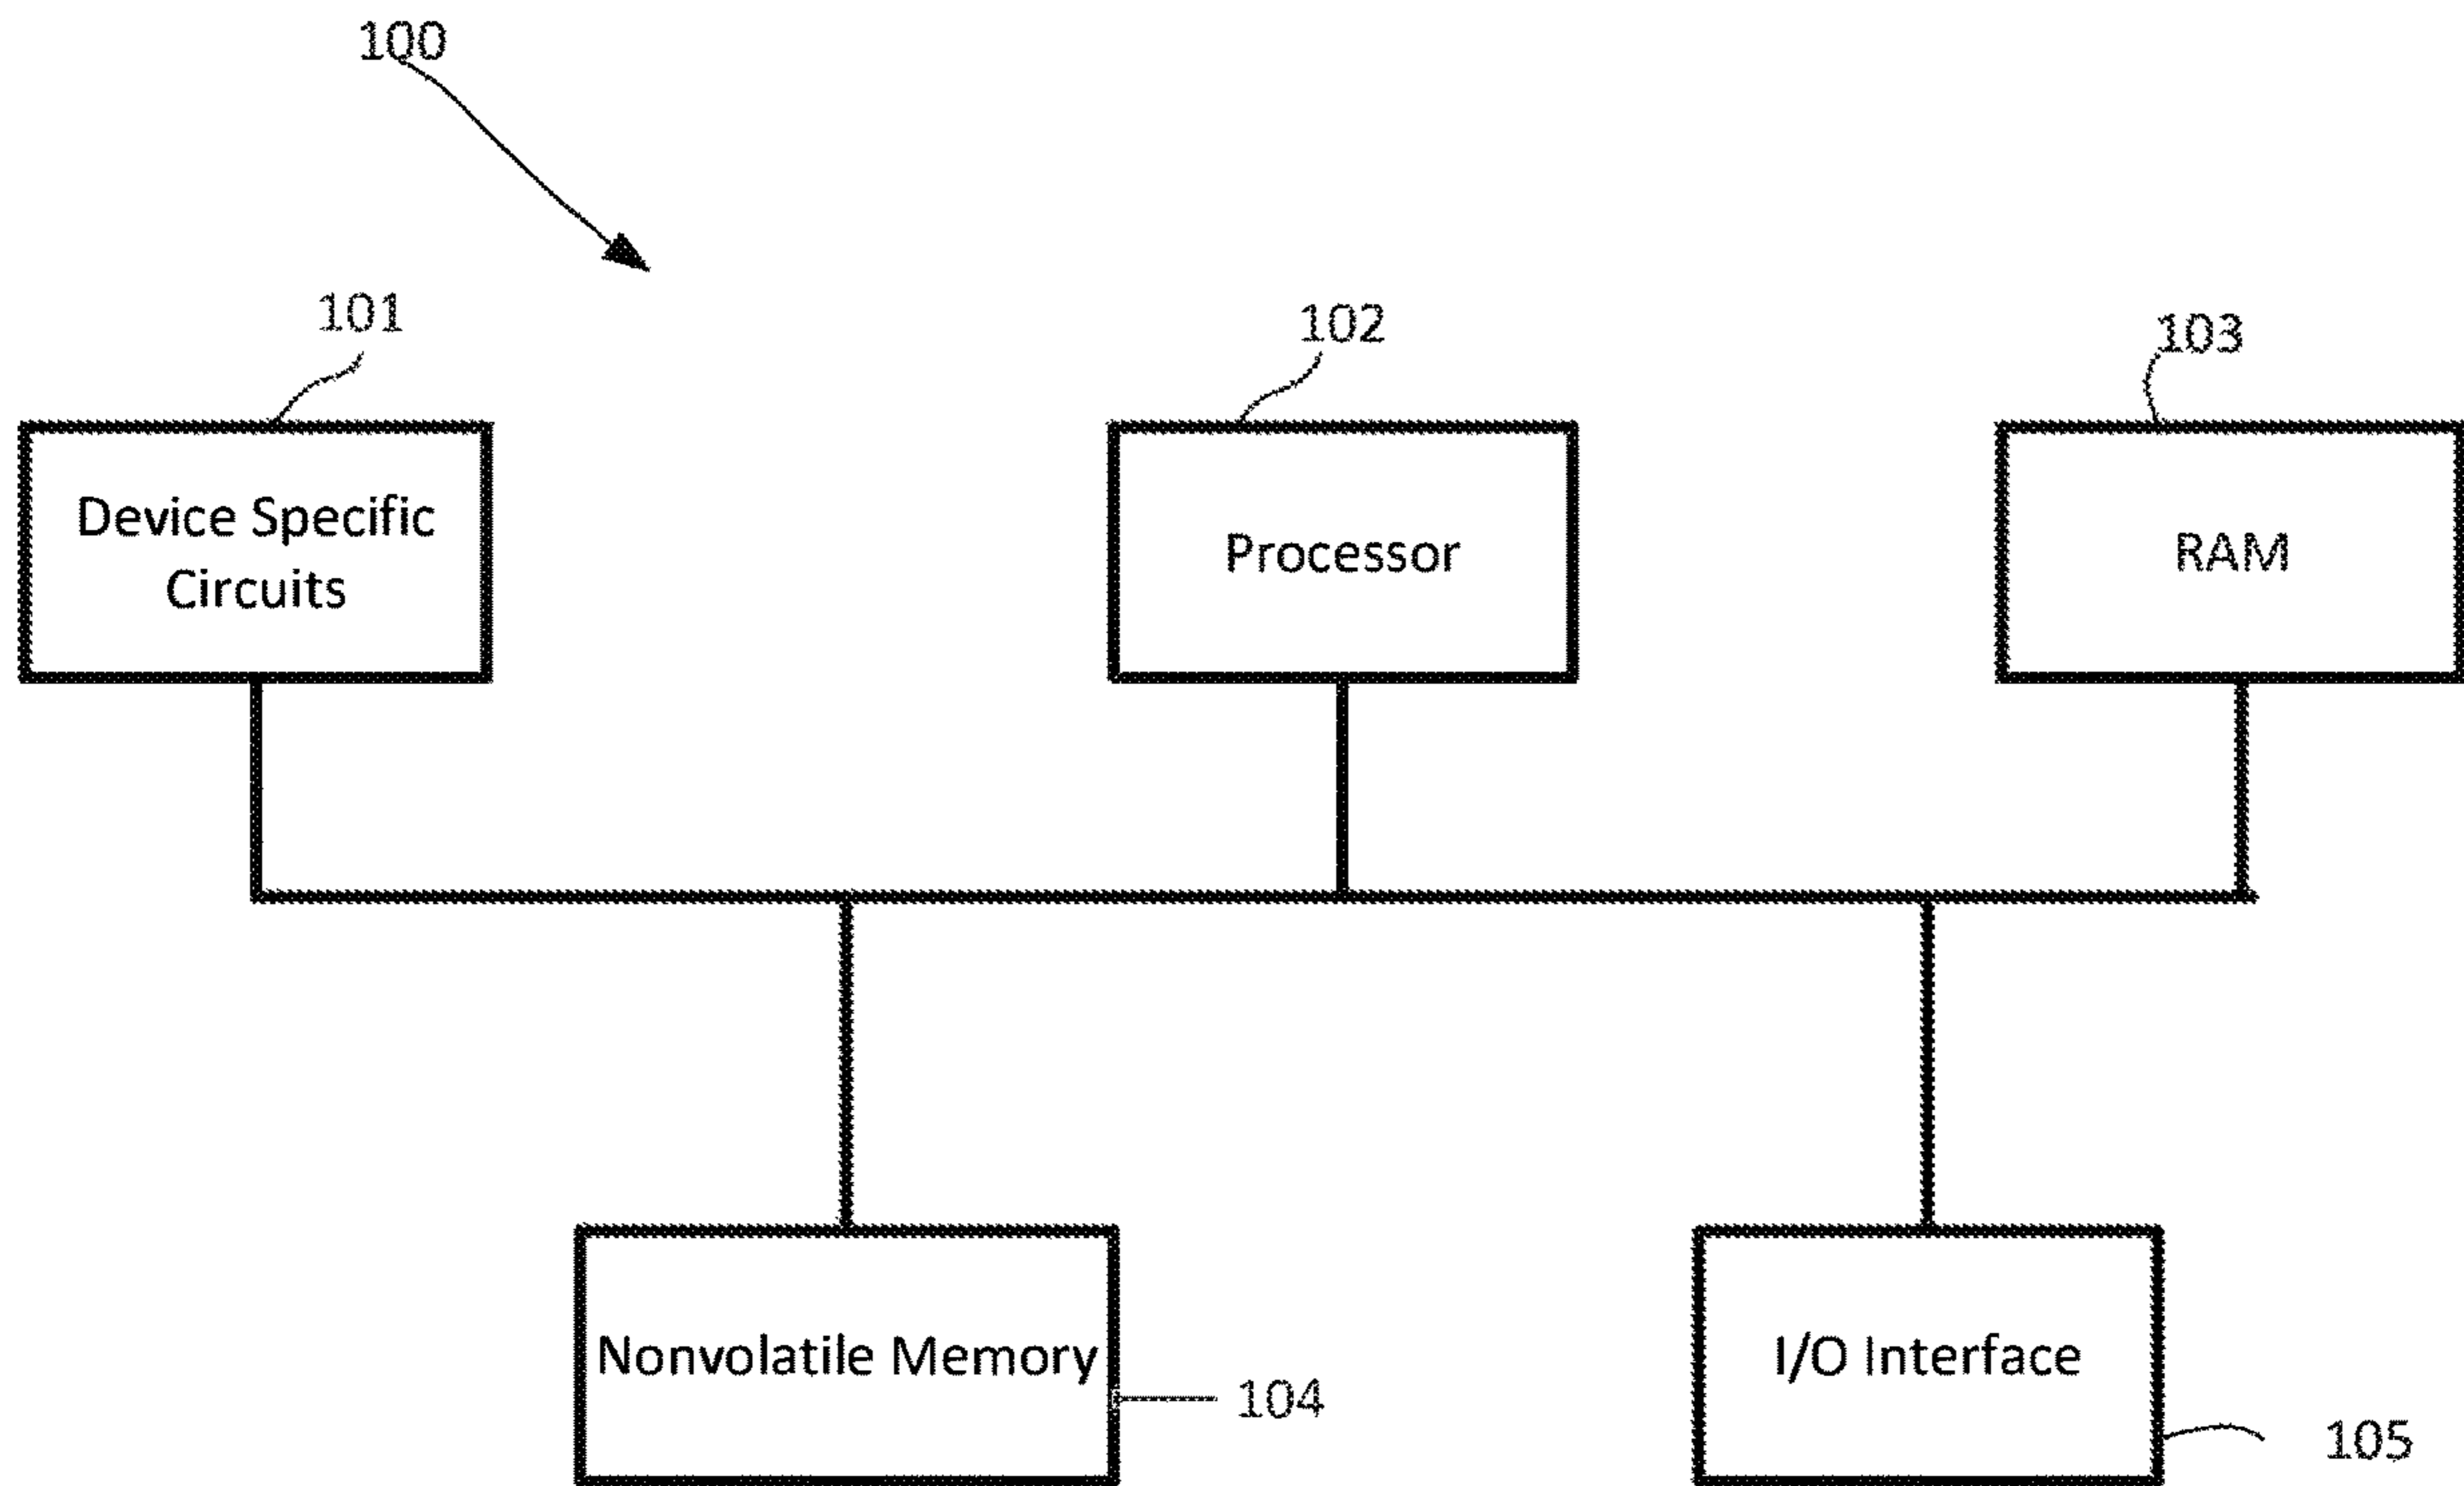 100
101
102
103
Device Specific
Circuits
Processor
RAM
Nonvolatile Memory
104
I/O Interface
105